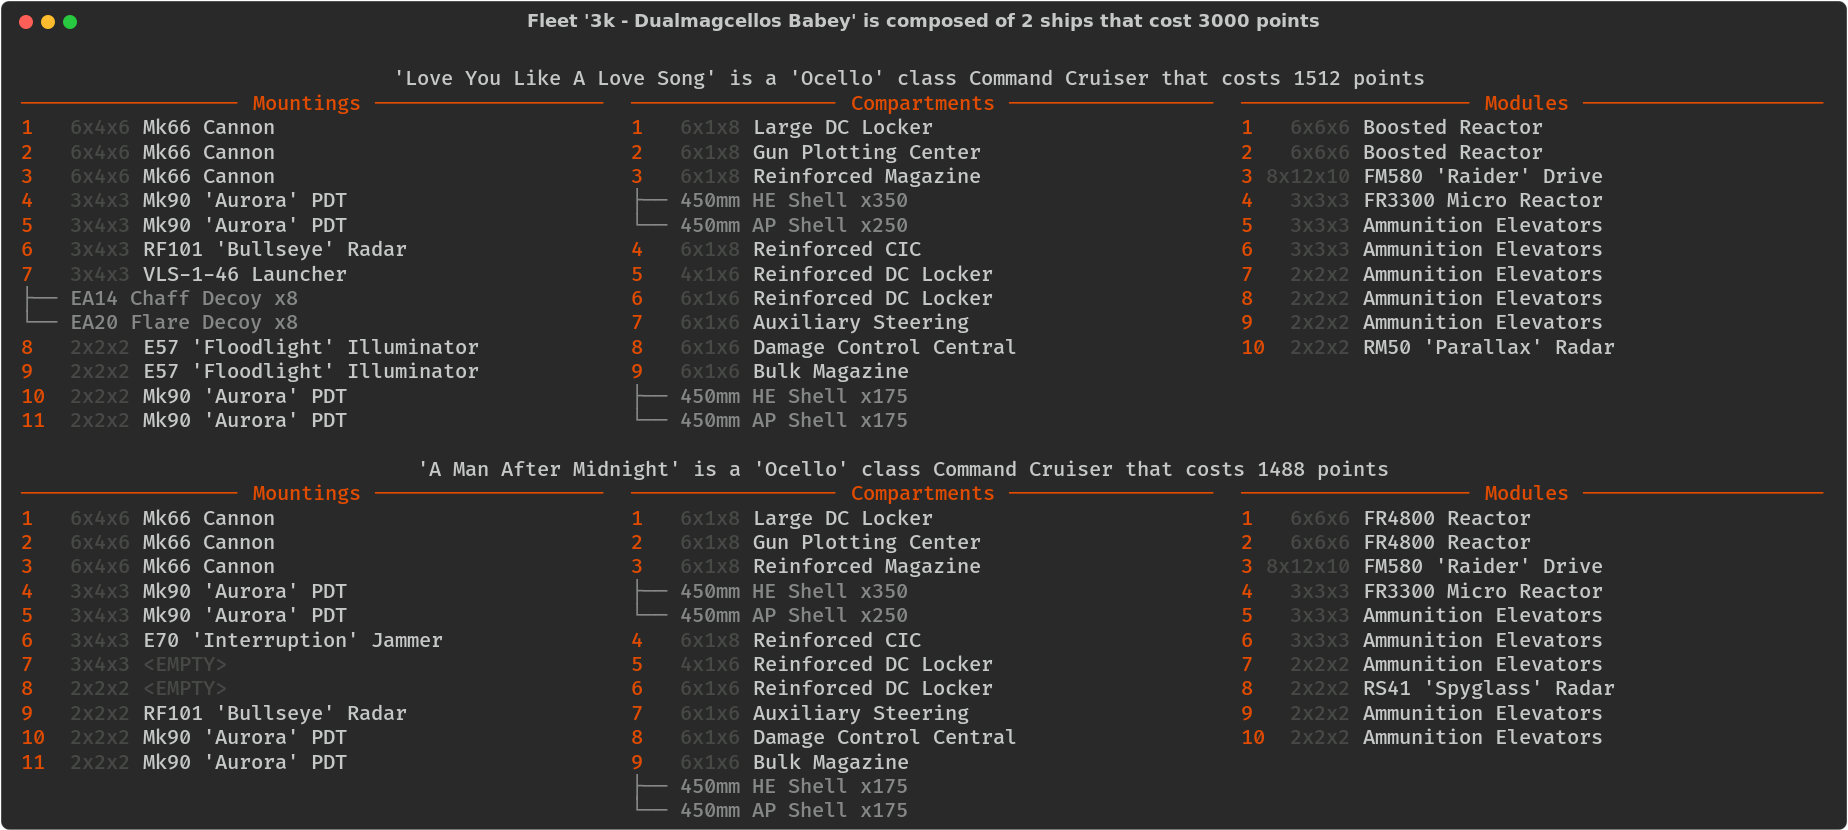 Fleet '3k - Dualmagcellos Babey' is composed of 2 ships that cost 3000 points
'Love You Like A Love Song' is a 'Ocello' class Command Cruiser that costs 1512 points
Mountings
1 6x4x6 Mk66 Cannon
2 6x4x6 Mk66 Cannon
3 6x4x6 Mk66 Cannon
4 3x4x3 Mk90 'Aurora' PDT
5 3x4x3 Mk90 'Aurora' PDT
6 3x4x3 RF101 'Bullseye' Radar
7 3x4x3 VLS-1-46 Launcher
EA14 Chaff Decoy x8
EA20 Flare Decoy x8
8 2x2x2 E57 'Floodlight' Illuminator
9 2x2x2 E57 'Floodlight' Illuminator
10 2x2x2 Mk90 'Aurora' PDT
11 2x2x2 Mk90 'Aurora' PDT
Compartments
1 6x1x8 Large DC Locker
2 6x1x8 Gun Plotting Center
3 6x1x8 Reinforced Magazine
450mm HE Shell x350
450mm AP Shell x250
4 6x1x8 Reinforced CIC
5 4x1x6 Reinforced DC Locker
6 6x1x6 Reinforced DC Locker
7 6x1x6 Auxiliary Steering
8 6x1x6 Damage Control Central
9 6x1x6 Bulk Magazine
450mm HE Shell x175
450mm AP Shell x175
Modules
1 6x6x6 Boosted Reactor
2 6x6x6 Boosted Reactor
3 8x12x10 FM580 'Raider' Drive
4 3x3x3 FR3300 Micro Reactor
5 3x3x3 Ammunition Elevators
6 3x3x3 Ammunition Elevators
7 2x2x2 Ammunition Elevators
8 2x2x2 Ammunition Elevators
9 2x2x2 Ammunition Elevators
10 2x2x2 RM50 'Parallax' Radar
'A Man After Midnight' is a 'Ocello' class Command Cruiser that costs 1488 points
Mountings
1 6x4x6 Mk66 Cannon
2 6x4x6 Mk66 Cannon
3 6x4x6 Mk66 Cannon
4 3x4x3 Mk90 'Aurora' PDT
5 3x4x3 Mk90 'Aurora' PDT
6 3x4x3 E70 'Interruption' Jammer
7 3x4x3 <EMPTY>
8 2x2x2 <EMPTY>
9 2x2x2 RF101 'Bullseye' Radar
10 2x2x2 Mk90 'Aurora' PDT
11 2x2x2 Mk90 'Aurora' PDT
Compartments
1 6x1x8 Large DC Locker
2 6x1x8 Gun Plotting Center
3 6x1x8 Reinforced Magazine
450mm HE Shell x350
450mm AP Shell x250
4 6x1x8 Reinforced CIC
5 4x1x6 Reinforced DC Locker
6 6x1x6 Reinforced DC Locker
7 6x1x6 Auxiliary Steering
8 6x1x6 Damage Control Central
9 6x1x6 Bulk Magazine
450mm HE Shell x175
450mm AP Shell x175
Modules
1 6x6x6 FR4800 Reactor
2 6x6x6 FR4800 Reactor
3 8x12x10 FM580 'Raider' Drive
4 3x3x3 FR3300 Micro Reactor
5 3x3x3 Ammunition Elevators
6 3x3x3 Ammunition Elevators
7 2x2x2 Ammunition Elevators
8 2x2x2 RS41 'Spyglass' Radar
9 2x2x2 Ammunition Elevators
10 2x2x2 Ammunition Elevators